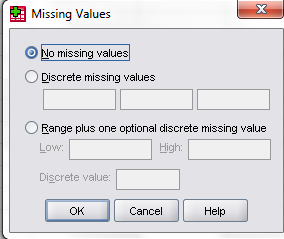 Missing Values
No missing values
Discrete missing values
Range plus one optional discrete missing value
Low: High:
Discrete value:
OK Cancel Help